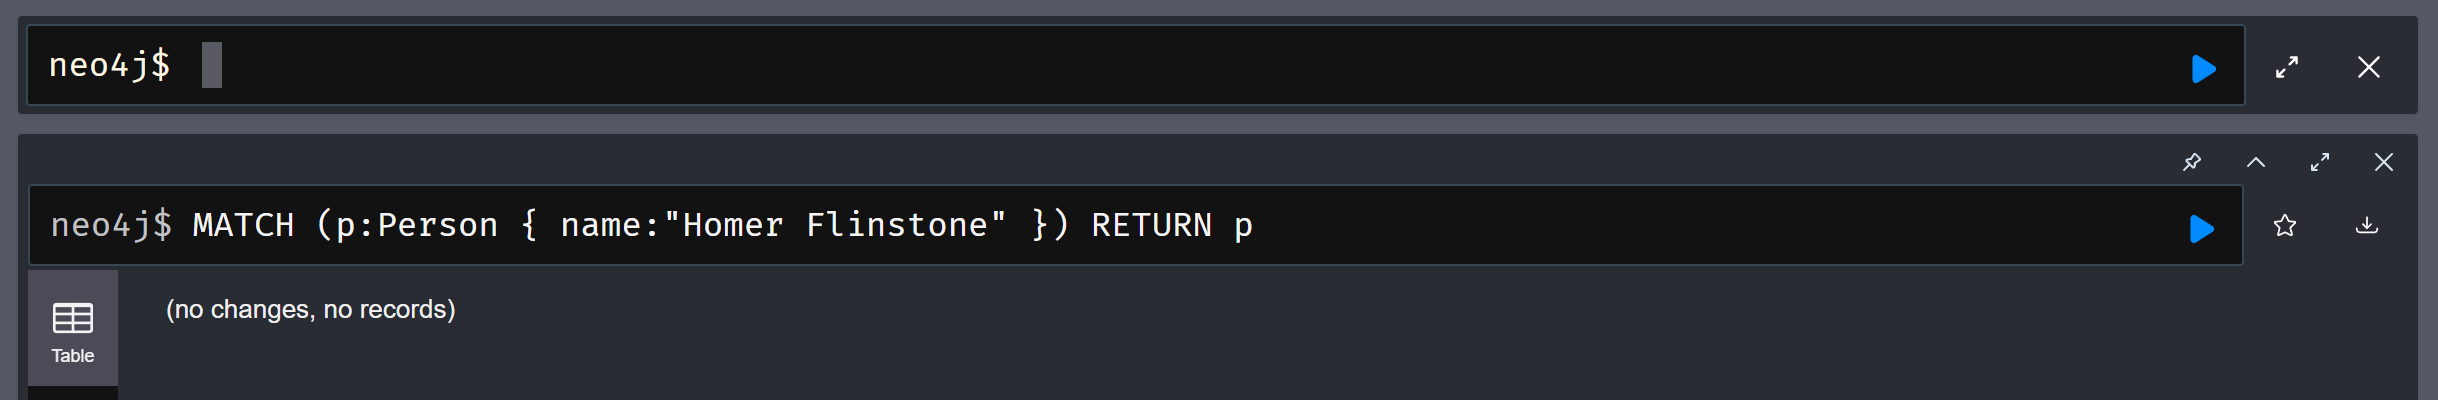 neo4j$
neo4j$ MATCH (p:Person { name:"Homer Flinstone" }) RETURN p
(no changes, no records)
Table